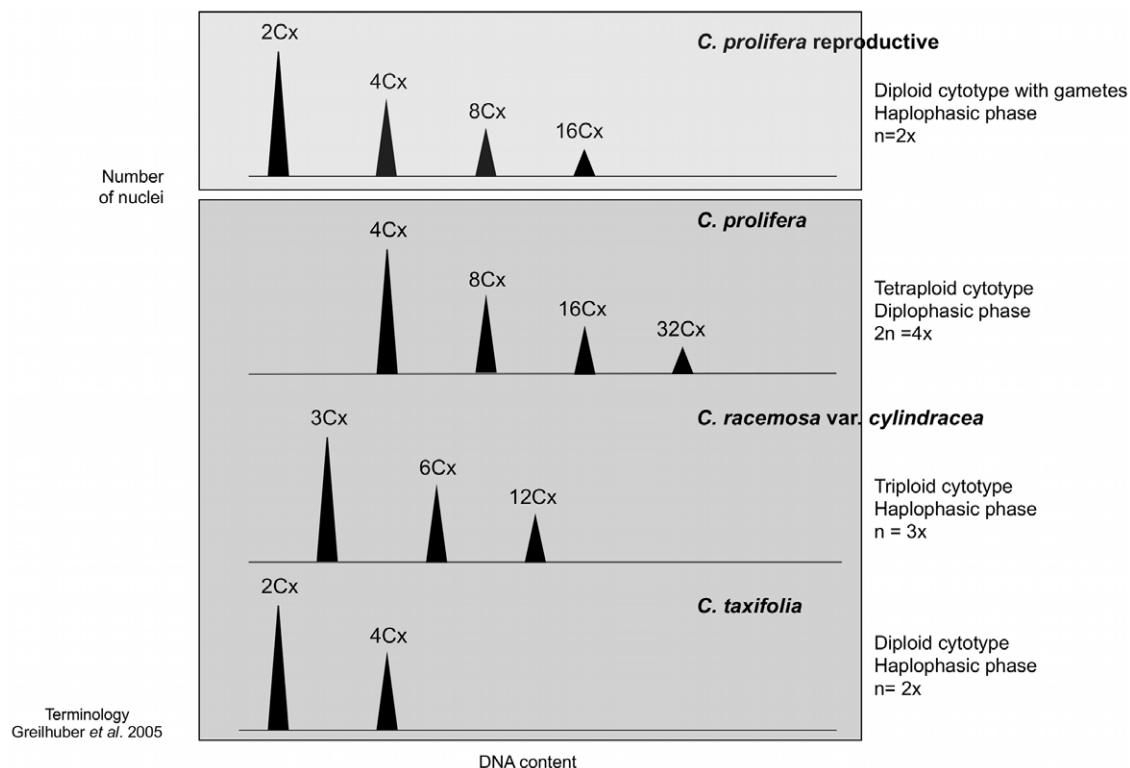 2Cx
C. prolifera reproductive
4Cx
8Cx
16Cx
Diploid cytotype with gametes
Haplophasic phase
n=2x
Number
of nuclei
C. prolifera
4Cx
8Cx
16Cx
32Cx
Tetraploid cytotype
Diplophasic phase
2n =4x
C. racemosa var. cylindracea
3Cx
6Cx
12Cx
Triploid cytotype
Haplophasic phase
n = 3x
2Cx
C. taxifolia
4Cx
Diploid cytotype
Haplophasic phase
n= 2x
Terminology
Greilhuber et al. 2005
DNA content